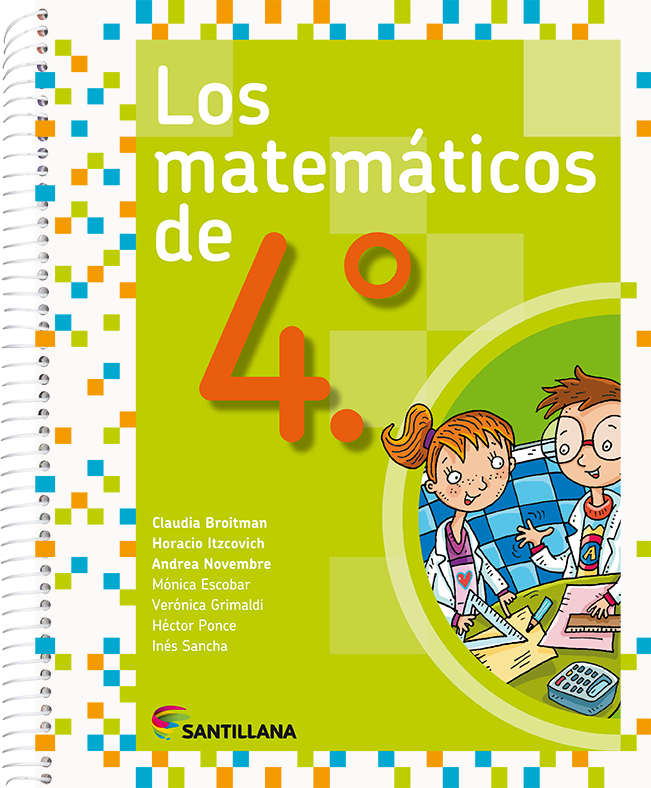 Los
matemáticos
de
4.º
Claudia Broitman
Horacio Itzcovich
Andrea Novembre
Mónica Escobar
Verónica Grimaldi
Héctor Ponce
Inés Sancha
A
SANTILLANA